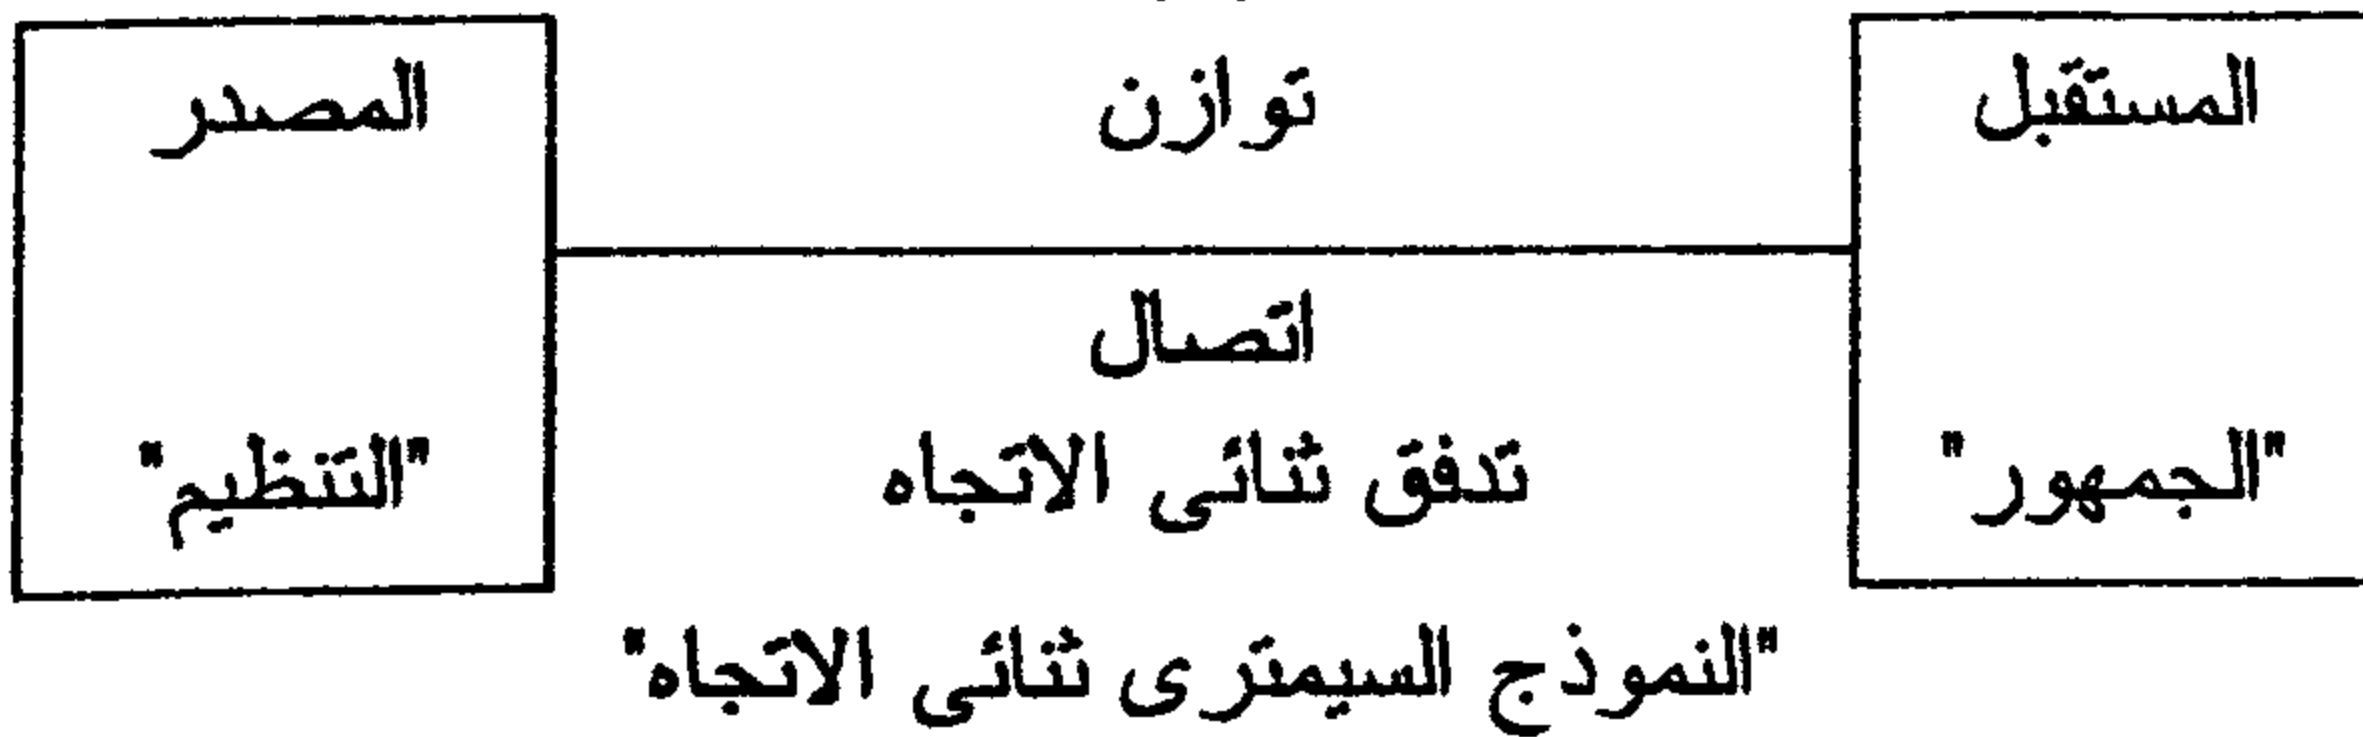 المستقبل
"الجمهور"
توازن
اتصال
تدفق ثنائى الاتجاه
المصدر
"التنظيم"
"النموذج السيمترى ثنائى الاتجاه"